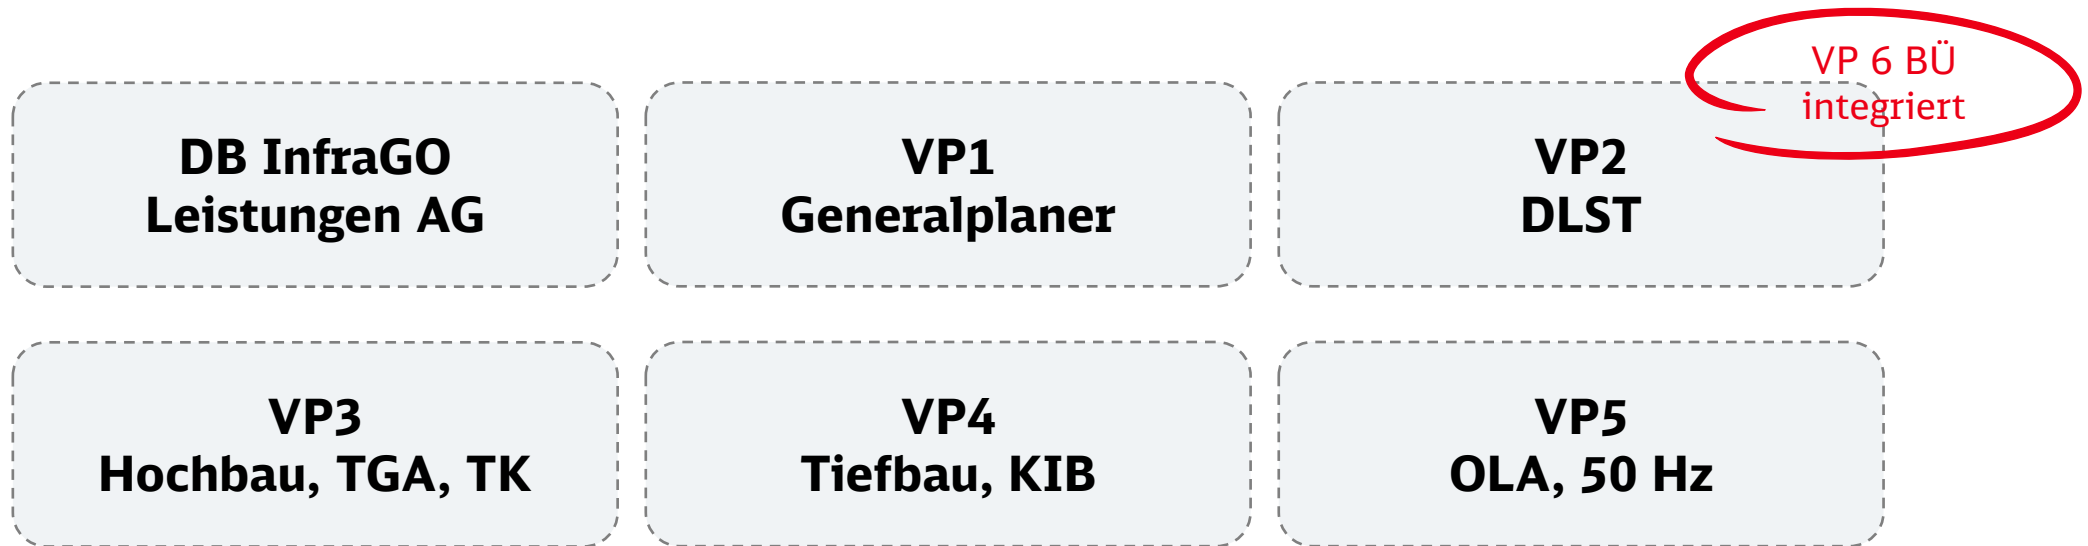 VP 6 BÜ
integriert
DB InfraGO
Leistungen AG
VP1
Generalplaner
VP2
DLST
VP3
Hochbau, TGA, TK
VP4
Tiefbau, KIB
VP5
OLA, 50 Hz